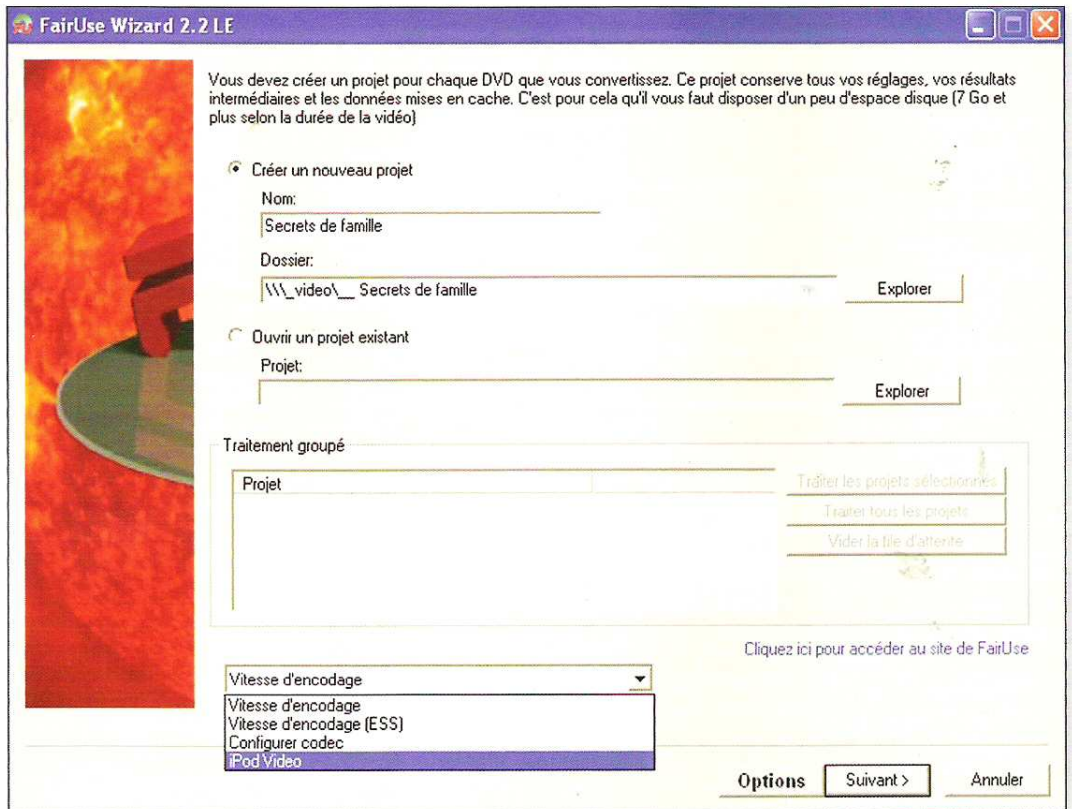 FairUse Wizard 2.2 LE
Vous devez créer un projet pour chaque DVD que vous convertissez. Ce projet conserve tous vos réglages, vos résultats
intermédiaires et les données mises en cache. C'est pour cela qu'il vous faut disposer d'un peu d'espace disque (7 Go et
plus selon la durée de la vidéo)
Créer un nouveau projet
Nom:
Secrets de famille
Dossier:
\\\_video\__ Secrets de famille
Explorer
Ouvrir un projet existant
Projet:
Explorer
Traitement groupé
Projet
Traiter les projets sélectionnés
Traiter tous les projets
Vider la file d'attente
Cliquez ici pour accéder au site de FairUse
Vitesse d'encodage
Vitesse d'encodage
Vitesse d'encodage (ESS)
Configurer codec
iPod Video
Options
Suivant >
Annuler